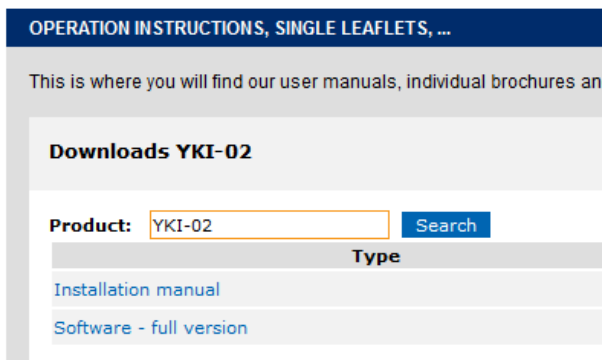 OPERATION INSTRUCTIONS, SINGLE LEAFLETS, ...
This is where you will find our user manuals, individual brochures an
Downloads YKI-02
Product: YKI-02 Search
Type
Installation manual
Software - full version